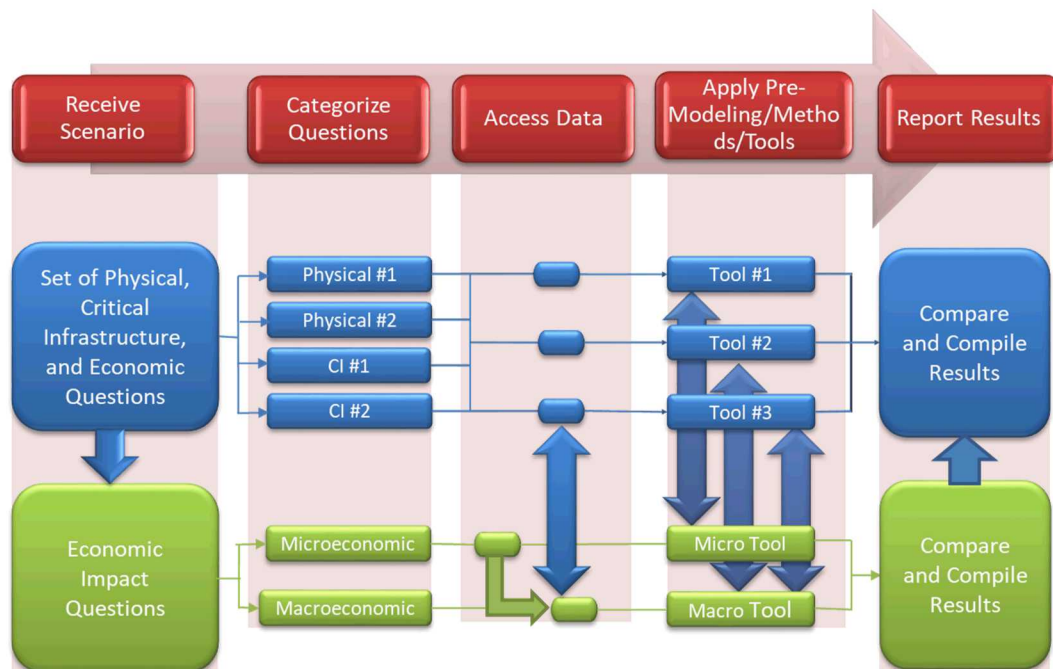 Receive
Scenario
Categorize
Questions
Access Data
Apply Pre-
Modeling/Metho
ds/Tools
Report Results
Set of Physical,
Critical
Infrastructure,
and Economic
Questions
Physical #1
Physical #2
CI #1
CI #2
Tool #1
Tool #2
Tool #3
Compare
and Compile
Results
Economic
Impact
Questions
Microeconomic
Macroeconomic
Micro Tool
Macro Tool
Compare
and Compile
Results